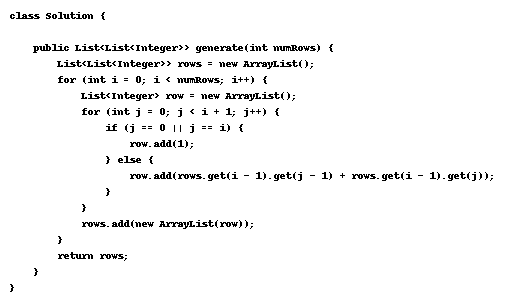 class Solution {
    public List<List<Integer>> generate(int numRows) {
        List<List<Integer>> rows = new ArrayList();
        for (int i = 0; i < numRows; i++) {
            List<Integer> row = new ArrayList();
            for (int j = 0; j < i + 1; j++) {
                if (j == 0 || j == i) {
                    row.add(1);
                } else {
                    row.add(rows.get(i - 1).get(j - 1) + rows.get(i - 1).get(j));
                }
            }
            rows.add(new ArrayList(row));
        }
        return rows;
    }
}